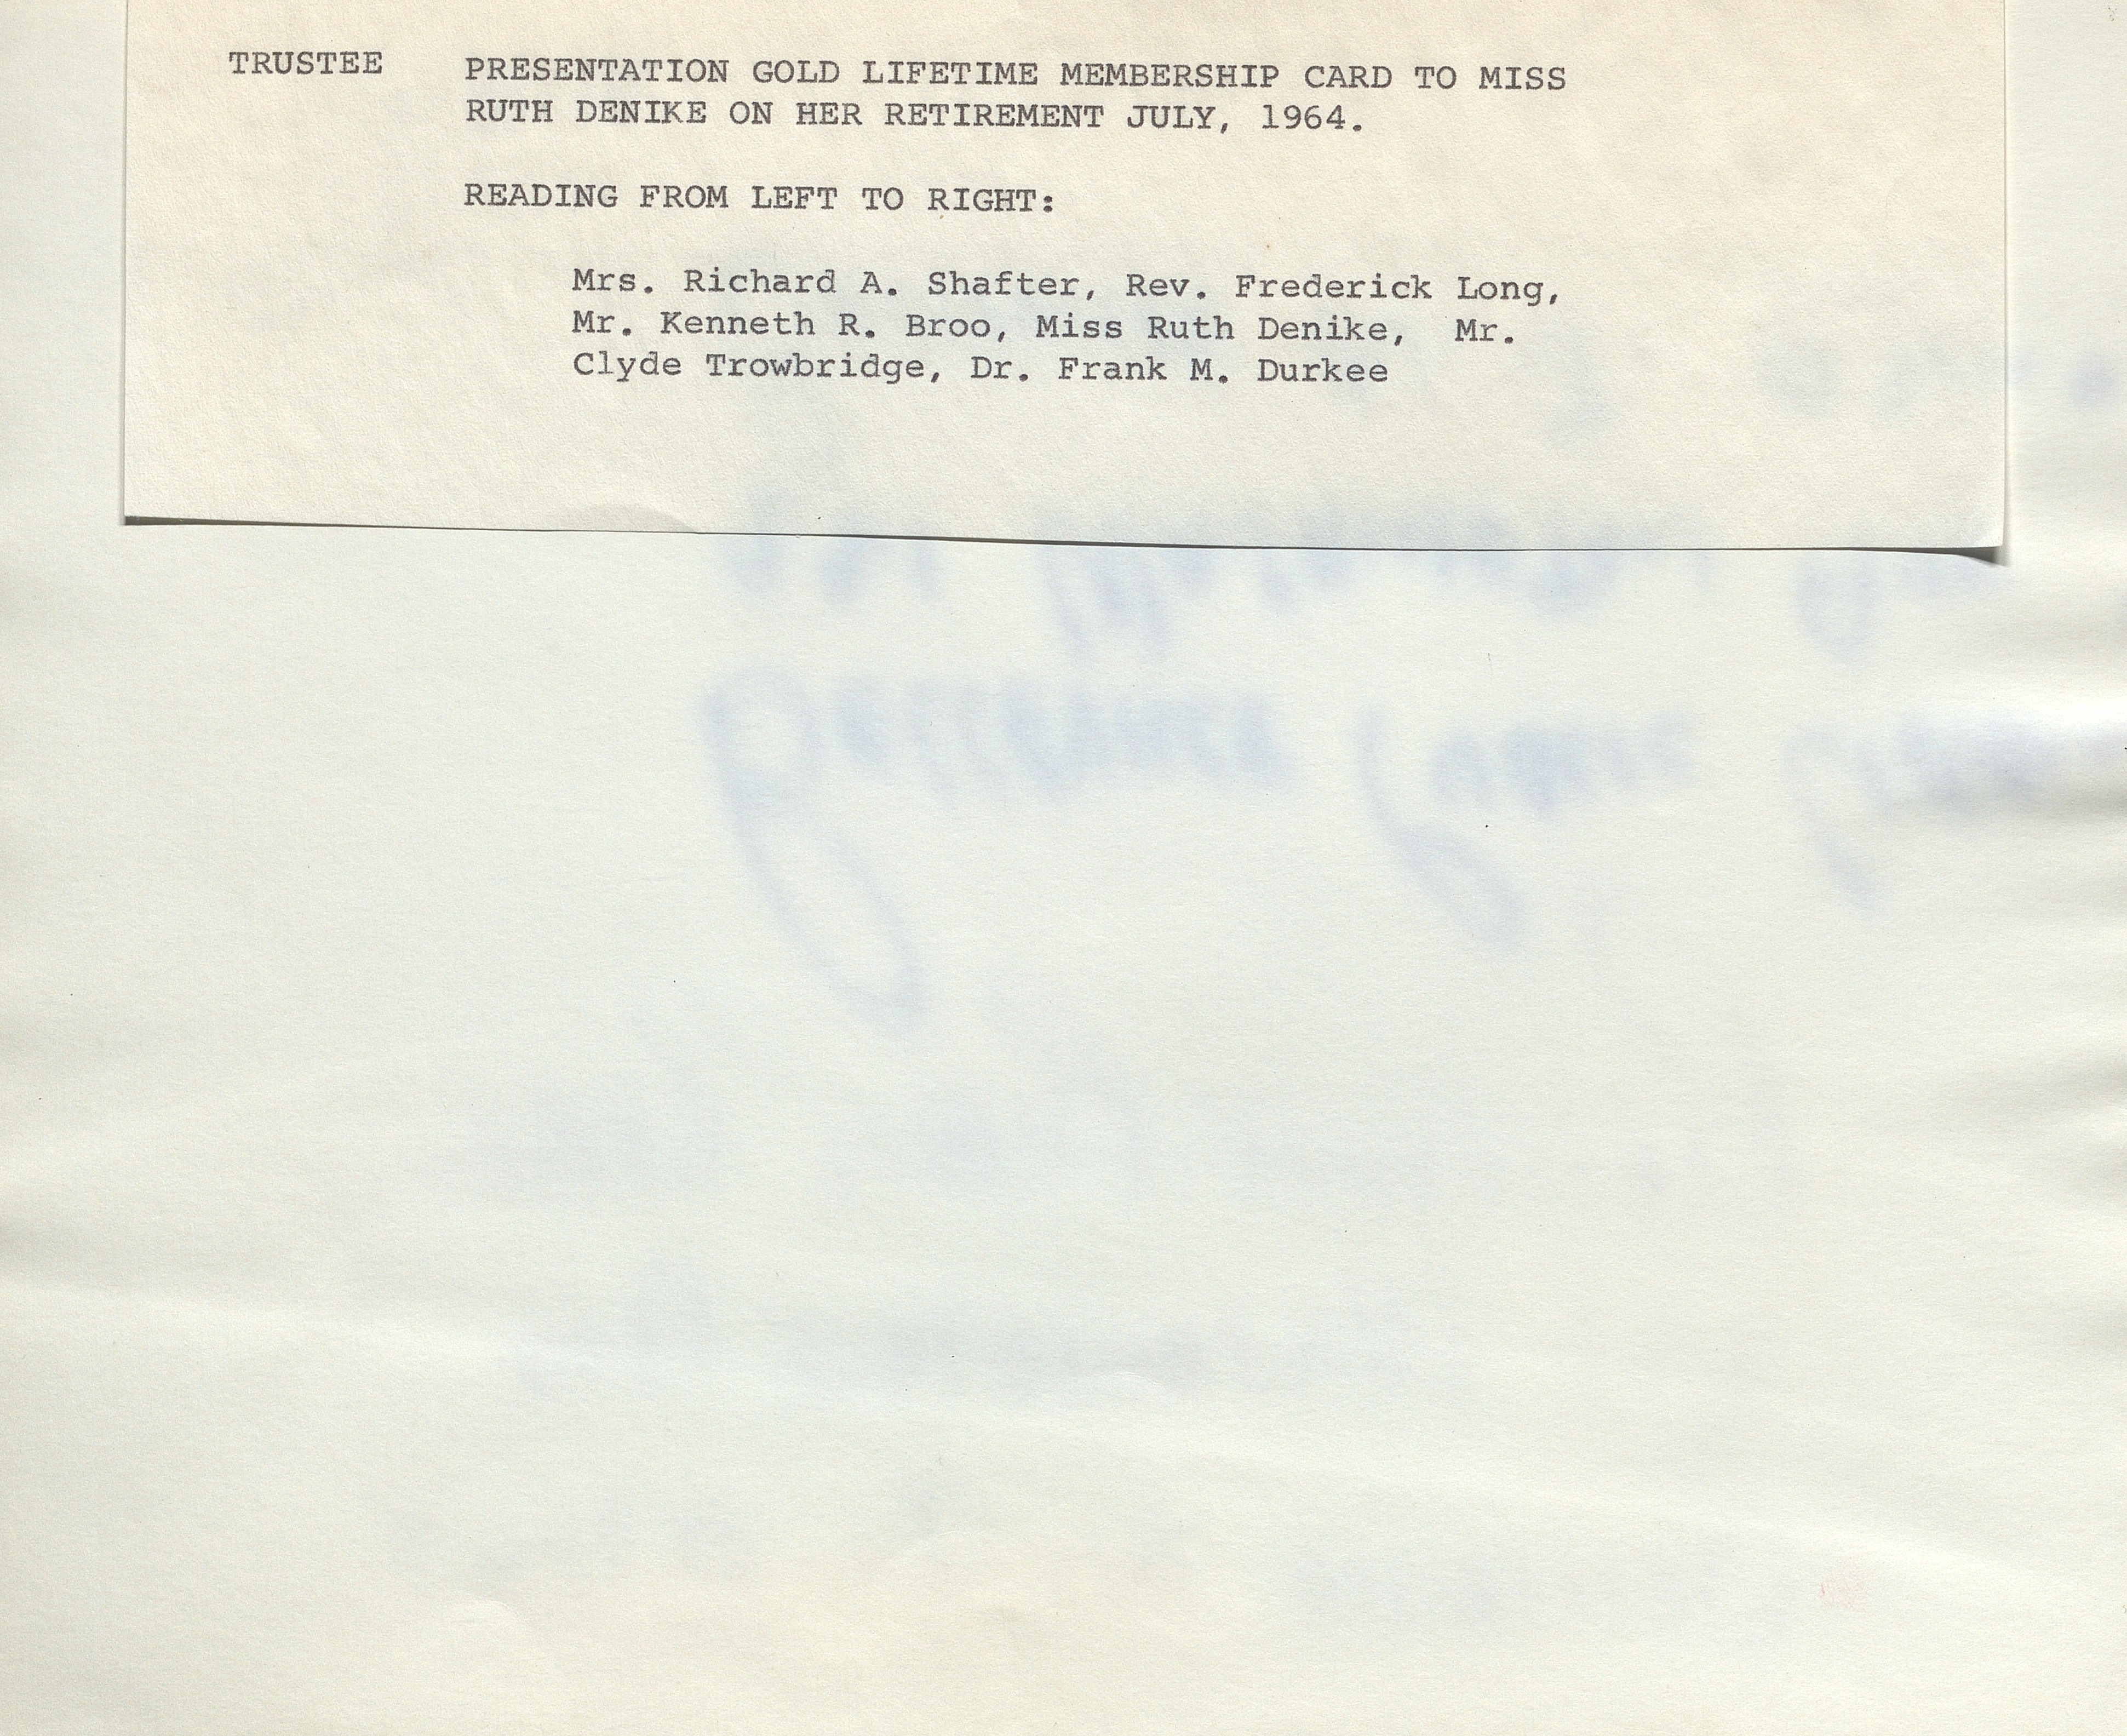 TRUSTEE PRESENTATION GOLD LIFETIME MEMBERSHIP CARD TO MISS
RUTH DENIKE ON HER RETIREMENT JULY, 1964.
READING FROM LEFT TO RIGHT:
Mrs. Richard A. Shafter, Rev. Frederick Long,
Mr. Kenneth R. Broo, Miss Ruth Denike, Mr.
Clyde Trowbridge, Dr. Frank M. Durkee